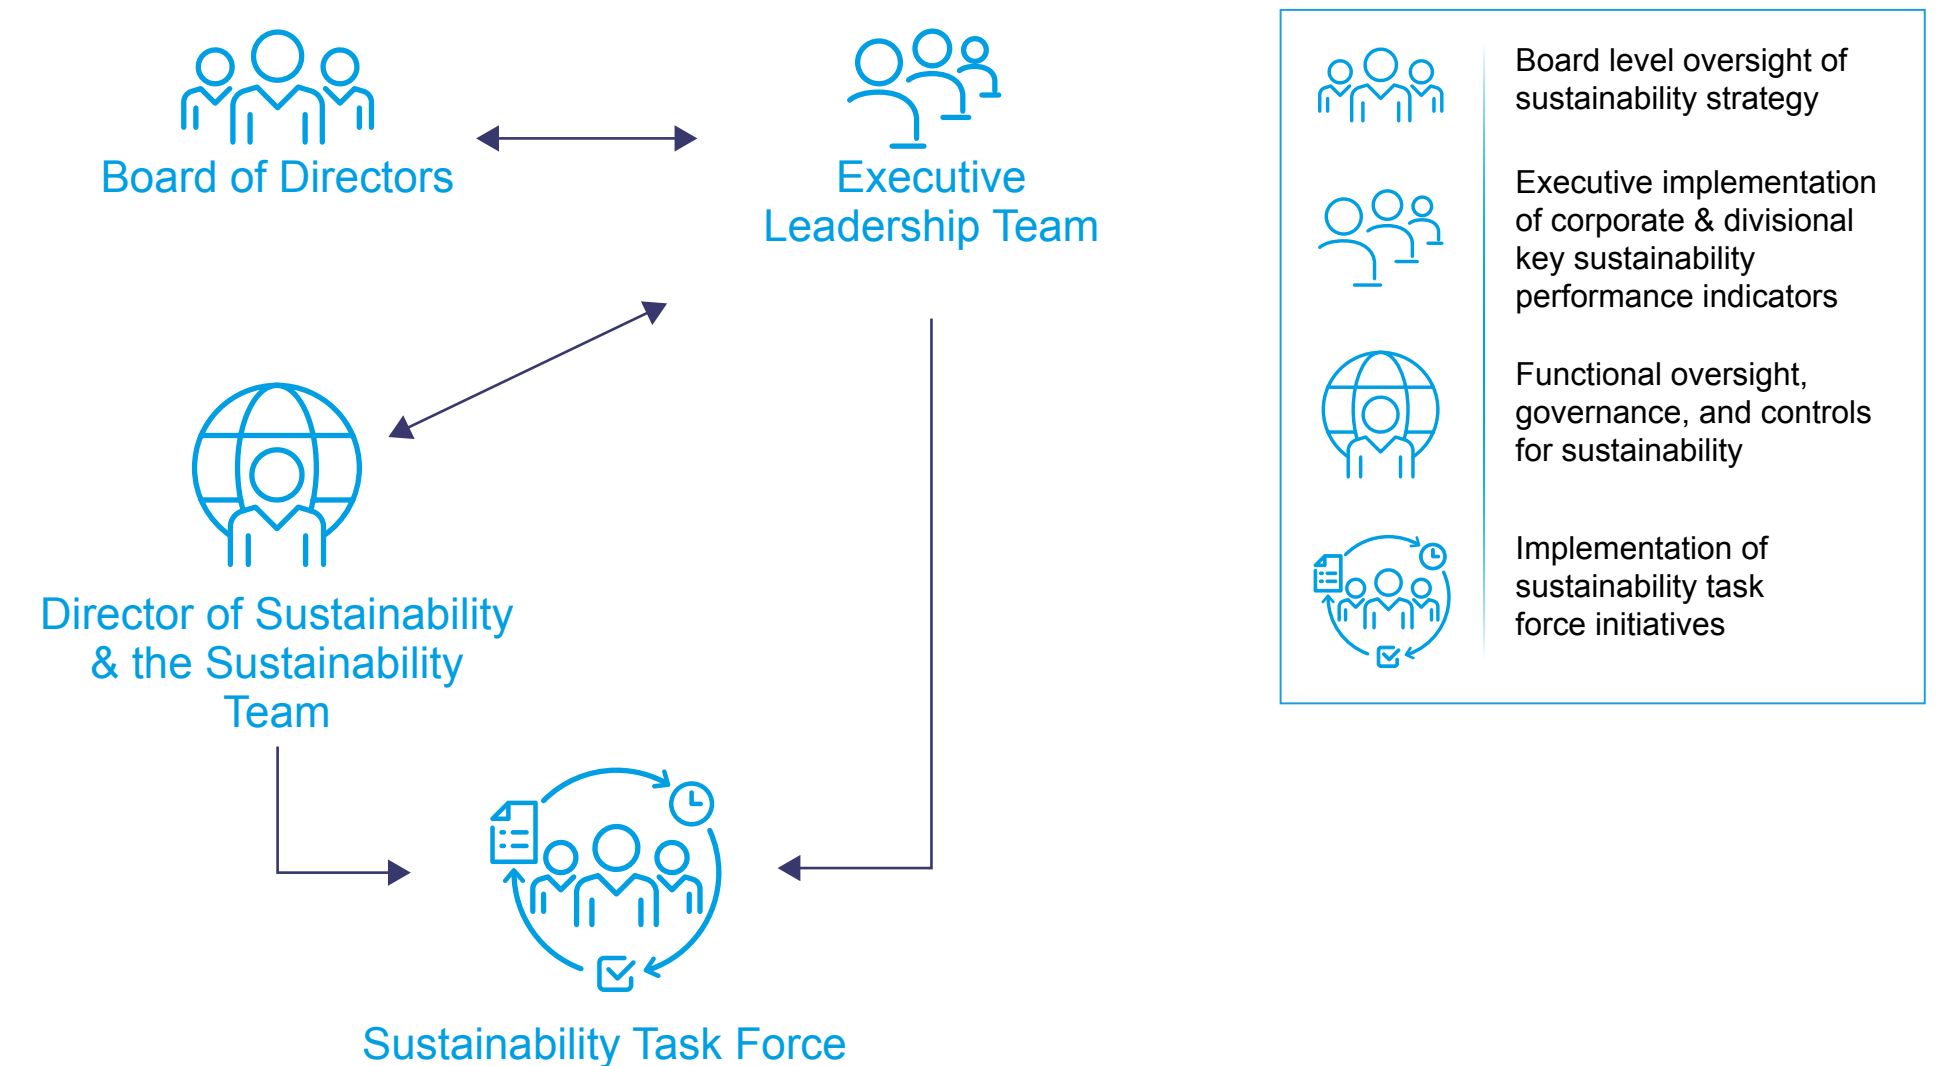 Board of Directors
Executive
Leadership Team
Director of Sustainability
& the Sustainability
Team
Sustainability Task Force
Board level oversight of
sustainability strategy
Executive implementation
of corporate & divisional
key sustainability
performance indicators
Functional oversight,
governance, and controls
for sustainability
Implementation of
sustainability task
force initiatives